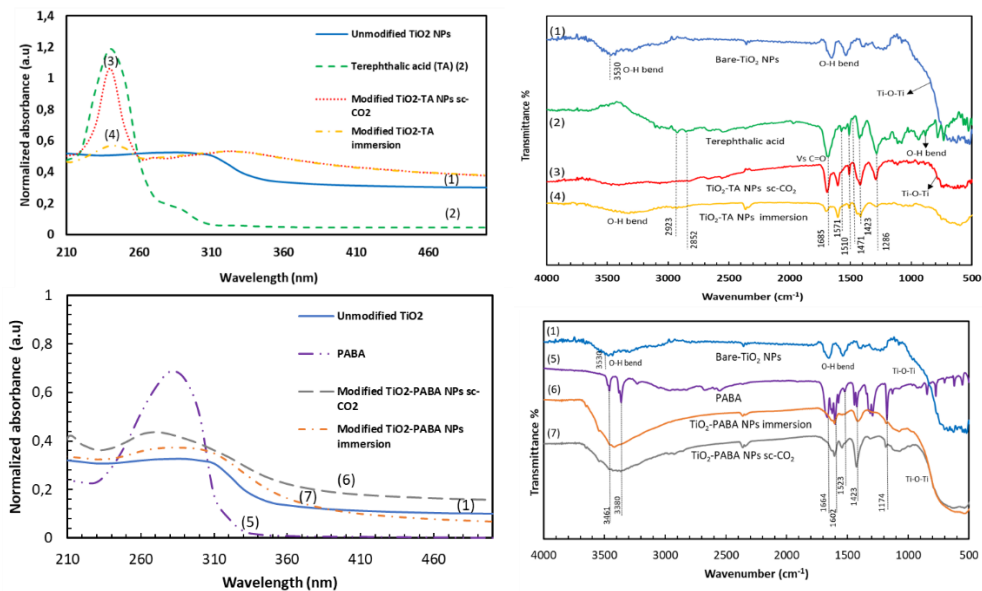 Normalized absorbance (a.u)
1,4
1,2
1
0,8
0,6
0,4
0,2
0
210
260
310
360
410
460
Wavelength (nm)
Unmodified TiO2 NPs
Terephthalic acid (TA) (2)
Modified TiO2-TA NPs sc-
CO2
Modified TiO2-TA
immersion
(3)
(4)
(1)
(2)
Transmittance %
(1)
3530
O-H bend
Bare-TiO₂ NPs
O-H bend
Ti-O-Ti
(2)
Terephthalic acid
Vs C=O
O-H bend
(3)
TiO₂-TA NPs sc-CO₂
Ti-O-Ti
(4)
O-H bend
TiO₂-TA NPs immersion
2923
2852
1685
1571
1510
1471
1423
1286
4000
3500
3000
2500
2000
1500
1000
500
Wavenumber (cm⁻¹)
Normalized absorbance (a.u)
1
0,8
0,6
0,4
0,2
0
210
260
310
360
410
460
Wavelength (nm)
Unmodified TiO2
PABA
Modified TiO2-PABA NPs sc-
CO2
Modified TiO2-PABA NPs
immersion
(6)
(7)
(1)
(5)
Transmittance %
(1)
3530
O-H bend
Ti-O-Ti
Bare-TiO₂ NPs
(5)
PABA
(6)
TiO₂-PABA NPs immersion
(7)
TiO₂-PABA NPs sc-CO₂
Ti-O-Ti
3461
3380
1664
1602
1523
1423
1174
4000
3500
3000
2500
2000
1500
1000
500
Wavenumber (cm⁻¹)